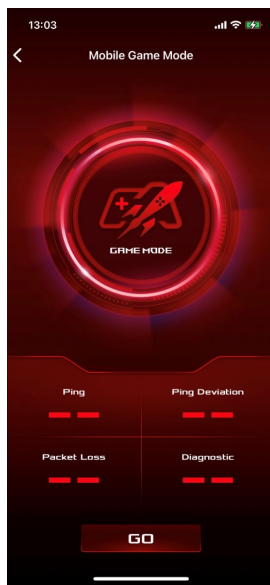 13:03
Mobile Game Mode
GAME MODE
Ping
Ping Deviation
-- --
-- --
Packet Loss
Diagnostic
-- --
-- --
GO